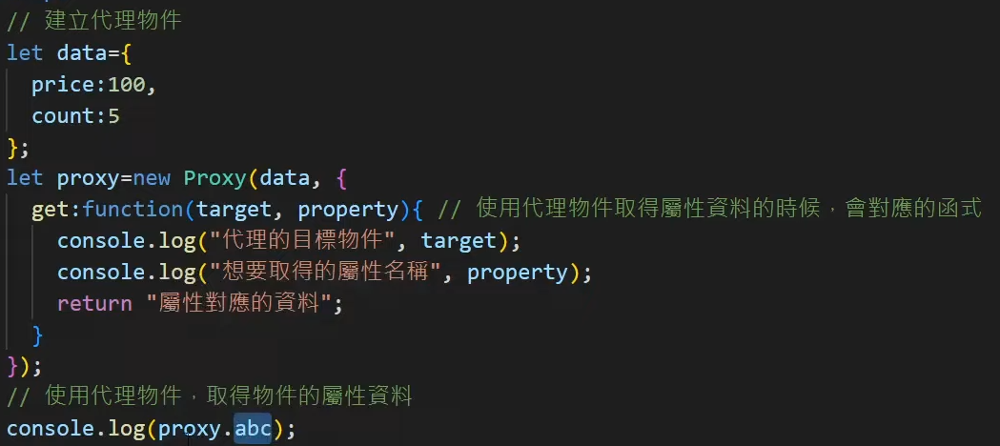 // 建立代理物件
let data={
price:100,
count:5
};
let proxy=new Proxy(data, {
get:function(target, property){ // 使用代理物件取得屬性資料的時候，會對應的函式
console.log("代理的目標物件", target);
console.log("想要取得的屬性名稱", property);
return "屬性對應的資料";
}
});
// 使用代理物件，取得物件的屬性資料
console.log(proxy.abc);